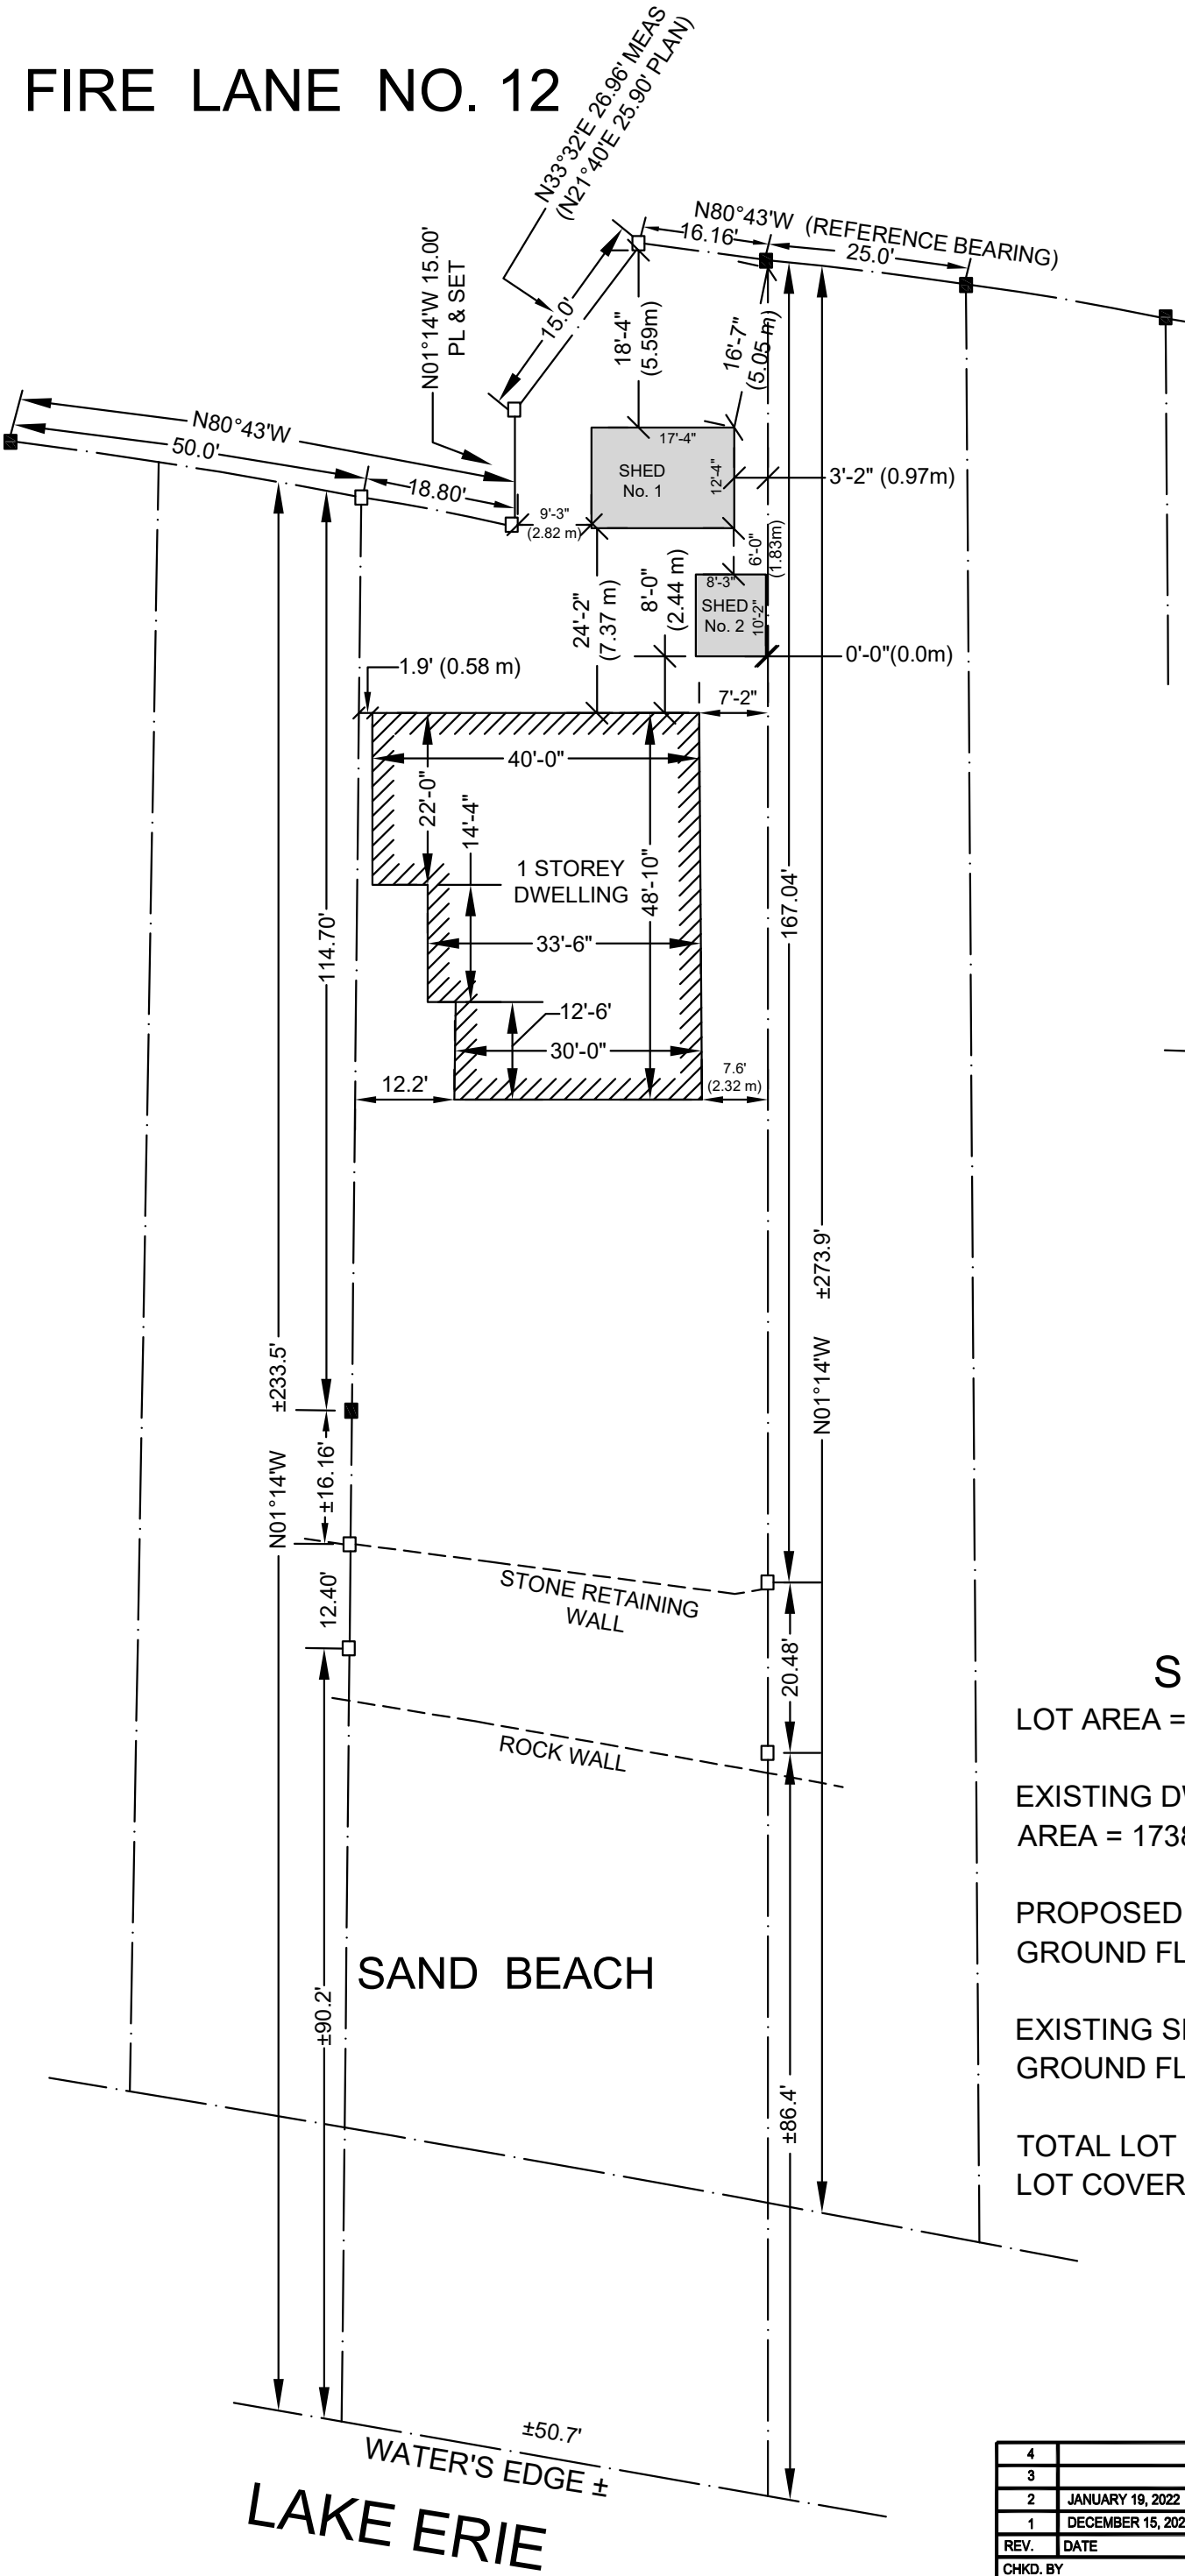 FIRE LANE NO. 12
N33°32'E 26.96' MEAS
(N21°40'E 25.90' PLAN)
N80°43'W (REFERENCE BEARING)
16.16'
25.0'
N01°14'W 15.00'
PL & SET
15.0'
18'-4"
(5.59m)
16'-7"
(5.05 m)
N80°43'W
50.0'
18.80'
17'-4"
SHED
No. 1
12'-4"
3'-2" (0.97m)
9'-3"
(2.82 m)
6'-0"
(1.83m)
24'-2"
(7.37 m)
8'-0"
(2.44 m)
8'-3"
SHED
No. 2
10'-2"
0'-0"(0.0m)
1.9' (0.58 m)
7'-2"
40'-0"
22'-0"
14'-4"
1 STOREY
DWELLING
48'-10"
33'-6"
12'-6'
30'-0"
12.2'
7.6'
(2.32 m)
114.70'
167.04'
±273.9'
N01°14'W
±233.5'
N01°14'W
±16.16'
STONE RETAINING
WALL
12.40'
20.48'
ROCK WALL
S
LOT AREA =
EXISTING DW
AREA = 1738
PROPOSED
GROUND FL
EXISTING SH
GROUND FL
TOTAL LOT
LOT COVER
SAND BEACH
±90.2'
±86.4'
±50.7'
WATER'S EDGE ±
LAKE ERIE
4
3
2 JANUARY 19, 2022
1 DECEMBER 15, 202
REV. DATE
CHKD. BY